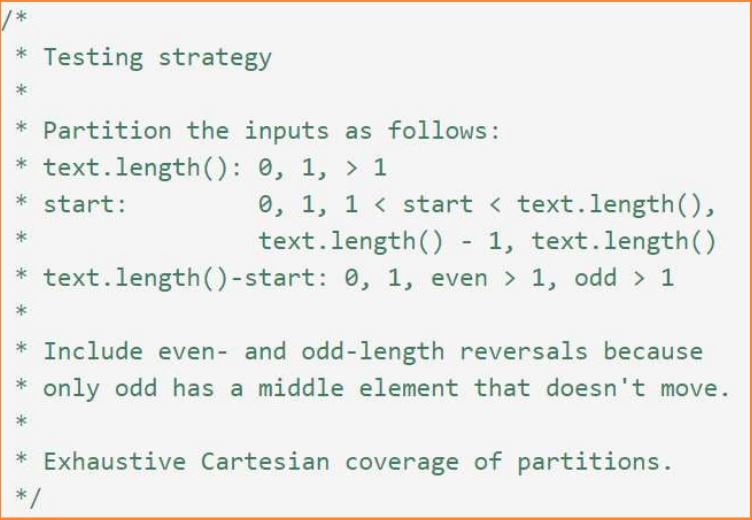 /*
 * Testing strategy
 *
 * Partition the inputs as follows:
 * text.length(): 0, 1, > 1
 * start:         0, 1, 1 < start < text.length(),
 *                text.length() - 1, text.length()
 * text.length()-start: 0, 1, even > 1, odd > 1
 *
 * Include even- and odd-length reversals because
 * only odd has a middle element that doesn't move.
 *
 * Exhaustive Cartesian coverage of partitions.
 */